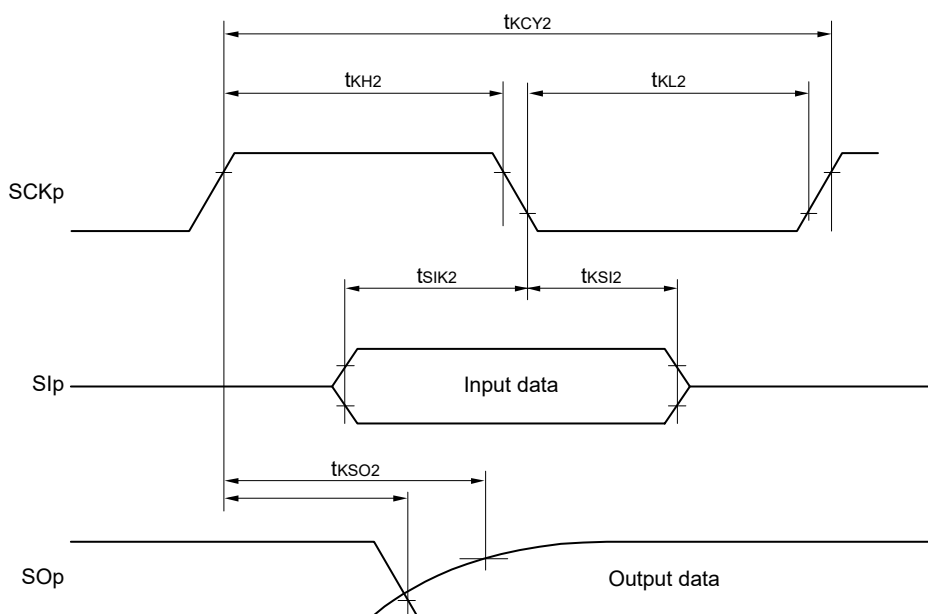 tKCY2
tKH2
tKL2
SCKp
tSIK2
tKSI2
SIp
Input data
tKSO2
SOp
Output data